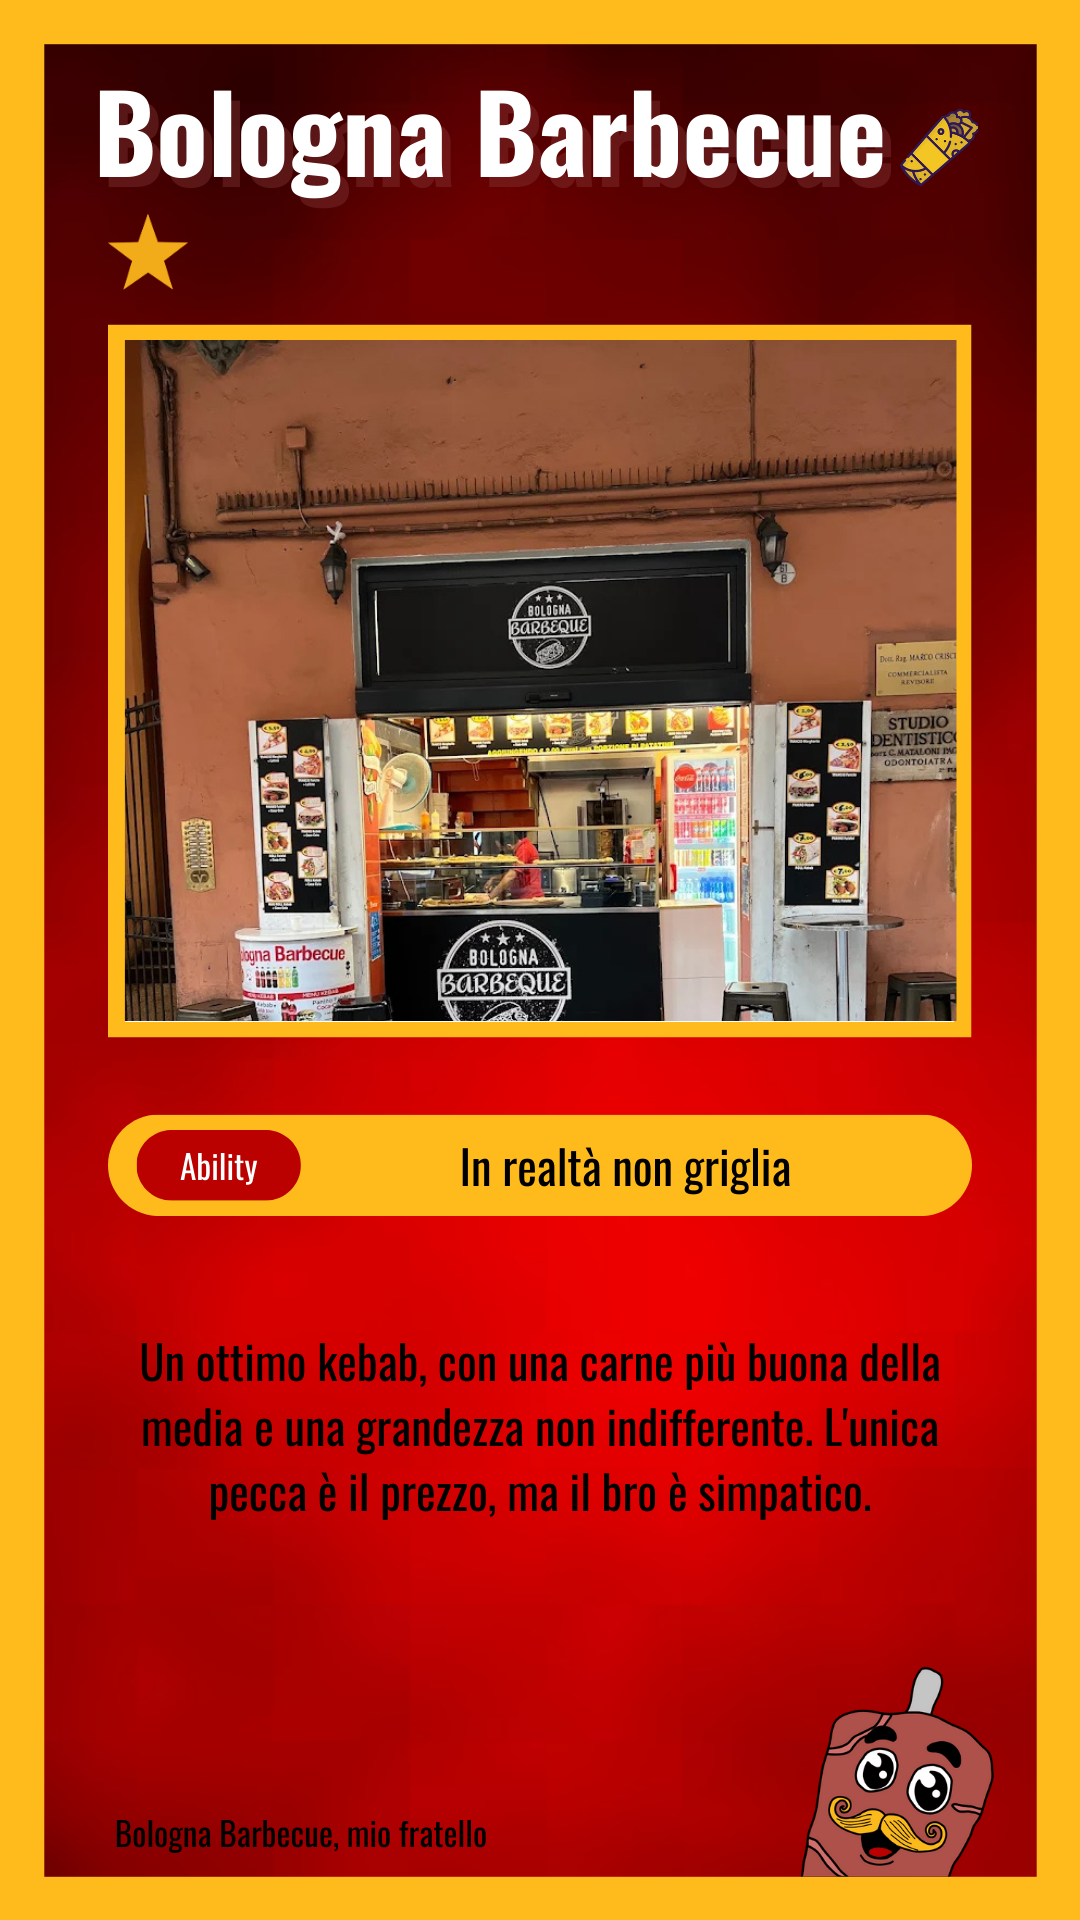 Bologna Barbecue
BOLOGNA
BARBEQUE
Dott. Rag. MARCO CRISCI
COMMERCIALISTA
REVISORE
STUDIO
DENTISTICO
ODONTOIATRA
ologna Barbecue
MENU KEBAB
BOLOGNA
BARBEQUE
Ability
In realtà non griglia
Un ottimo kebab, con una carne più buona della
media e una grandezza non indifferente. L'unica
pecca è il prezzo, ma il bro è simpatico.
Bologna Barbecue, mio fratello